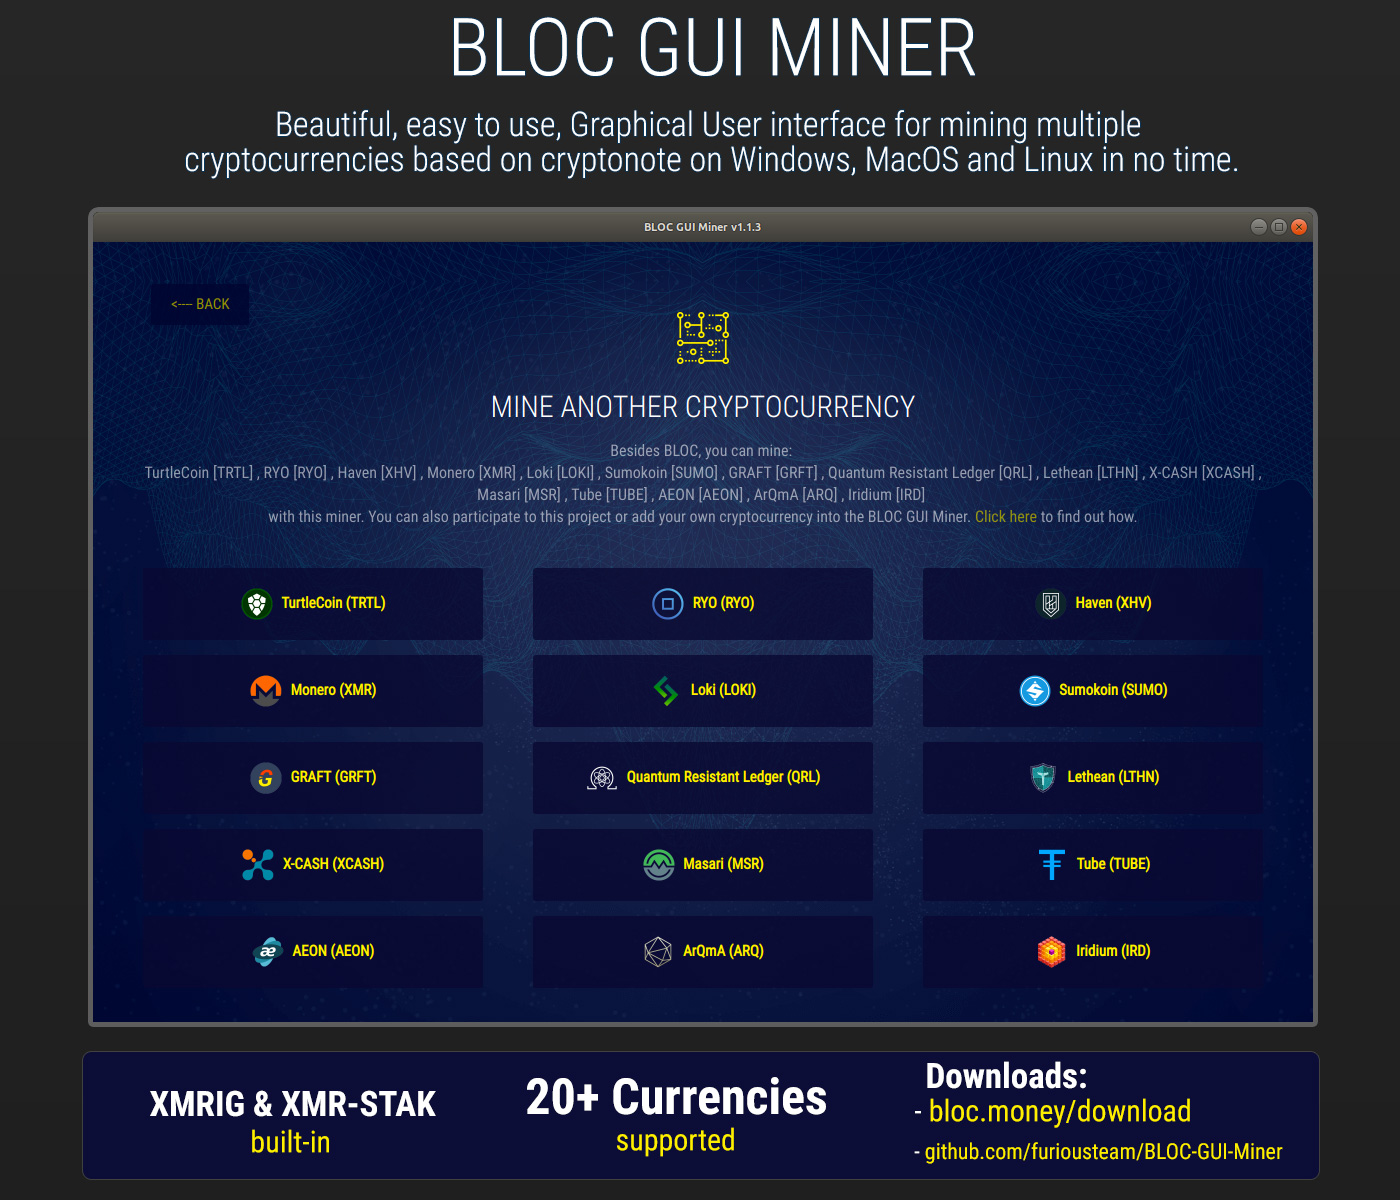 BLOC GUI MINER
Beautiful, easy to use, Graphical User interface for mining multiple
cryptocurrencies based on cryptonote on Windows, MacOS and Linux in no time.
BLOC GUI Miner v1.1.3
<---- BACK
MINE ANOTHER CRYPTOCURRENCY
Besides BLOC, you can mine:
TurtleCoin [TRTL] , RYO [RYO] , Haven [XHV] , Monero [XMR] , Loki [LOKI] , Sumokoin [SUMO] , GRAFT [GRFT] , Quantum Resistant Ledger [QRL] , Lethean [LTHN] , X-CASH [XCASH] ,
Masari [MSR] , Tube [TUBE] , AEON [AEON] , ArQmA [ARQ] , Iridium [IRD]
with this miner. You can also participate to this project or add your own cryptocurrency into the BLOC GUI Miner. Click here to find out how.
TurtleCoin (TRTL)
RYO (RYO)
Haven (XHV)
Monero (XMR)
Loki (LOKI)
Sumokoin (SUMO)
GRAFT (GRFT)
Quantum Resistant Ledger (QRL)
Lethean (LTHN)
X-CASH (XCASH)
Masari (MSR)
Tube (TUBE)
AEON (AEON)
ArQmA (ARQ)
Iridium (IRD)
XMRIG & XMR-STAK
built-in
20+ Currencies
supported
Downloads:
- bloc.money/download
- github.com/furiousteam/BLOC-GUI-Miner